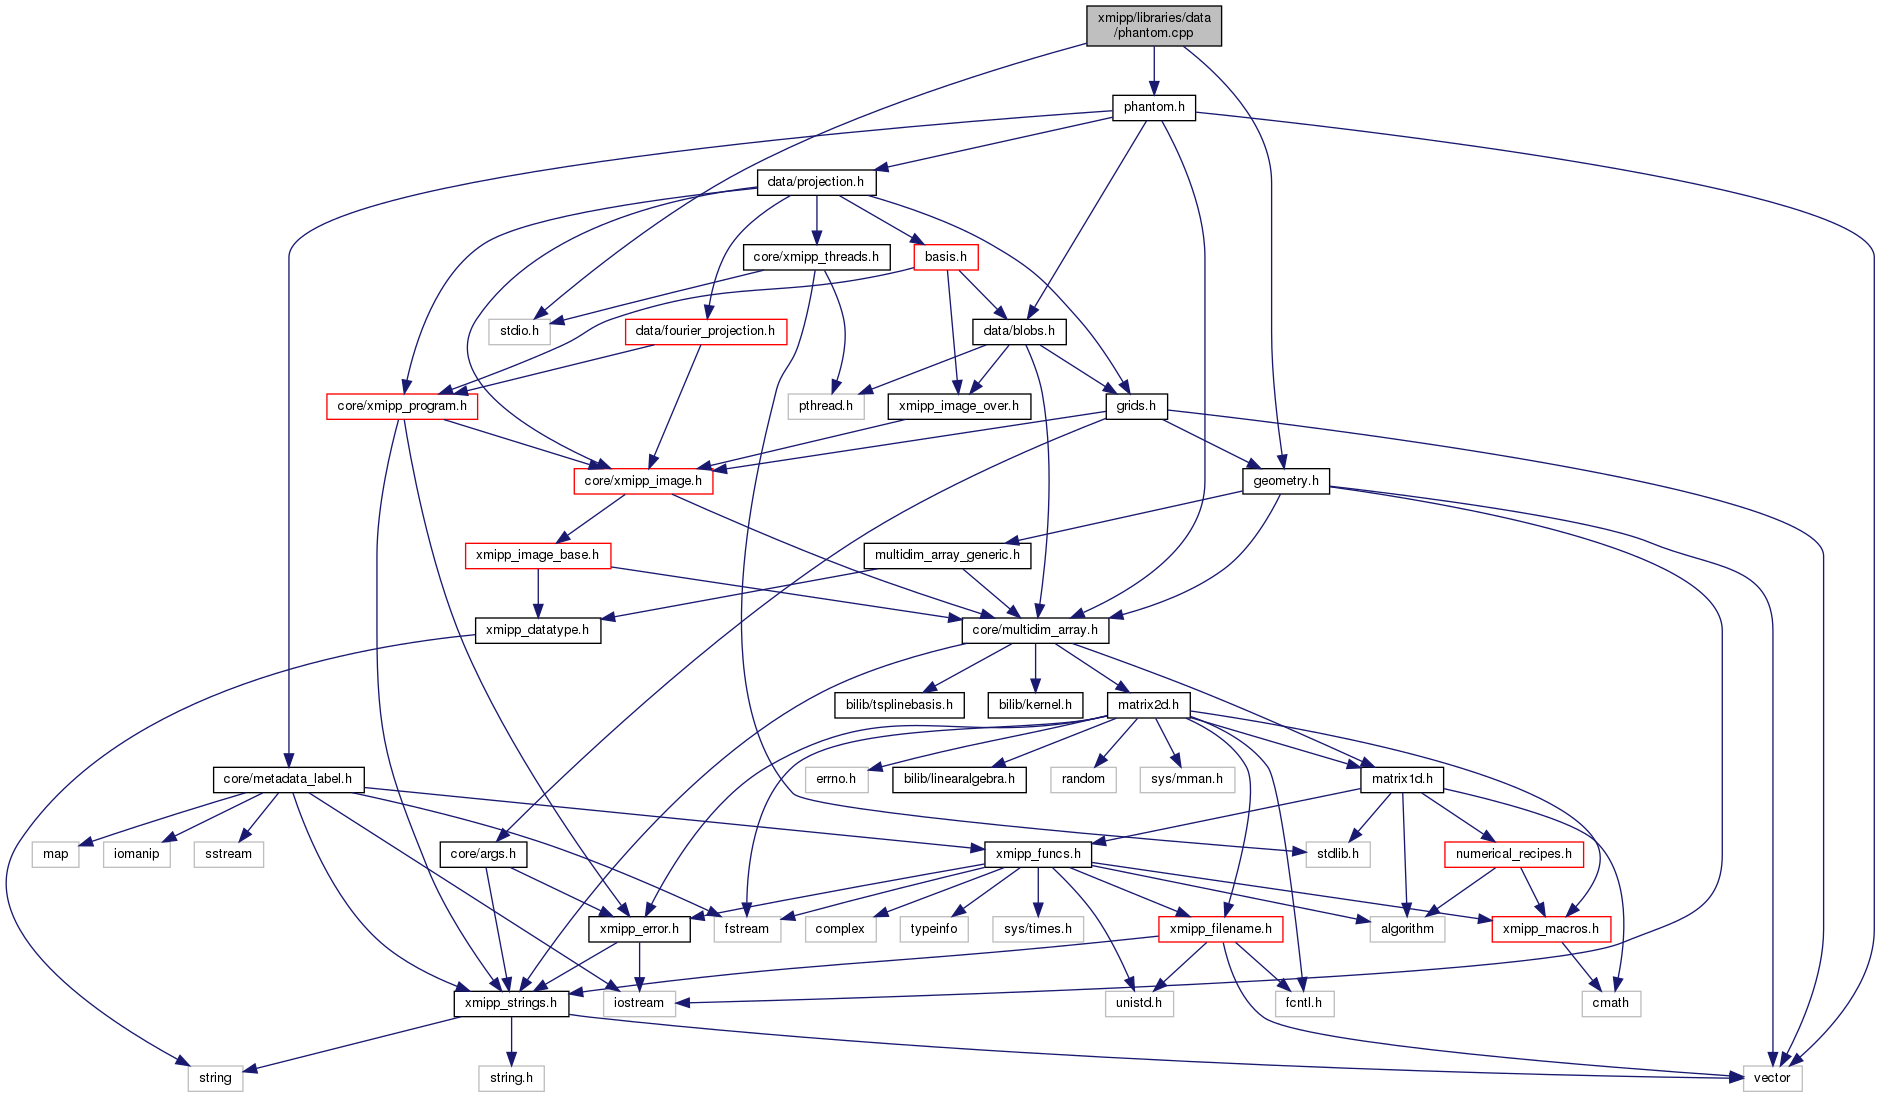 xmipp/libraries/data
/phantom.cpp
phantom.h
data/projection.h
core/xmipp_threads.h
basis.h
stdio.h
data/fourier_projection.h
data/blobs.h
core/xmipp_program.h
pthread.h
xmipp_image_over.h
grids.h
core/xmipp_image.h
geometry.h
xmipp_image_base.h
multidim_array_generic.h
xmipp_datatype.h
core/multidim_array.h
bilib/tsplinebasis.h
bilib/kernel.h
matrix2d.h
core/metadata_label.h
errno.h
bilib/linearalgebra.h
random
sys/mman.h
matrix1d.h
map
iomanip
sstream
core/args.h
xmipp_funcs.h
stdlib.h
numerical_recipes.h
xmipp_error.h
fstream
complex
typeinfo
sys/times.h
xmipp_filename.h
algorithm
xmipp_macros.h
xmipp_strings.h
iostream
unistd.h
fcntl.h
cmath
string
string.h
vector